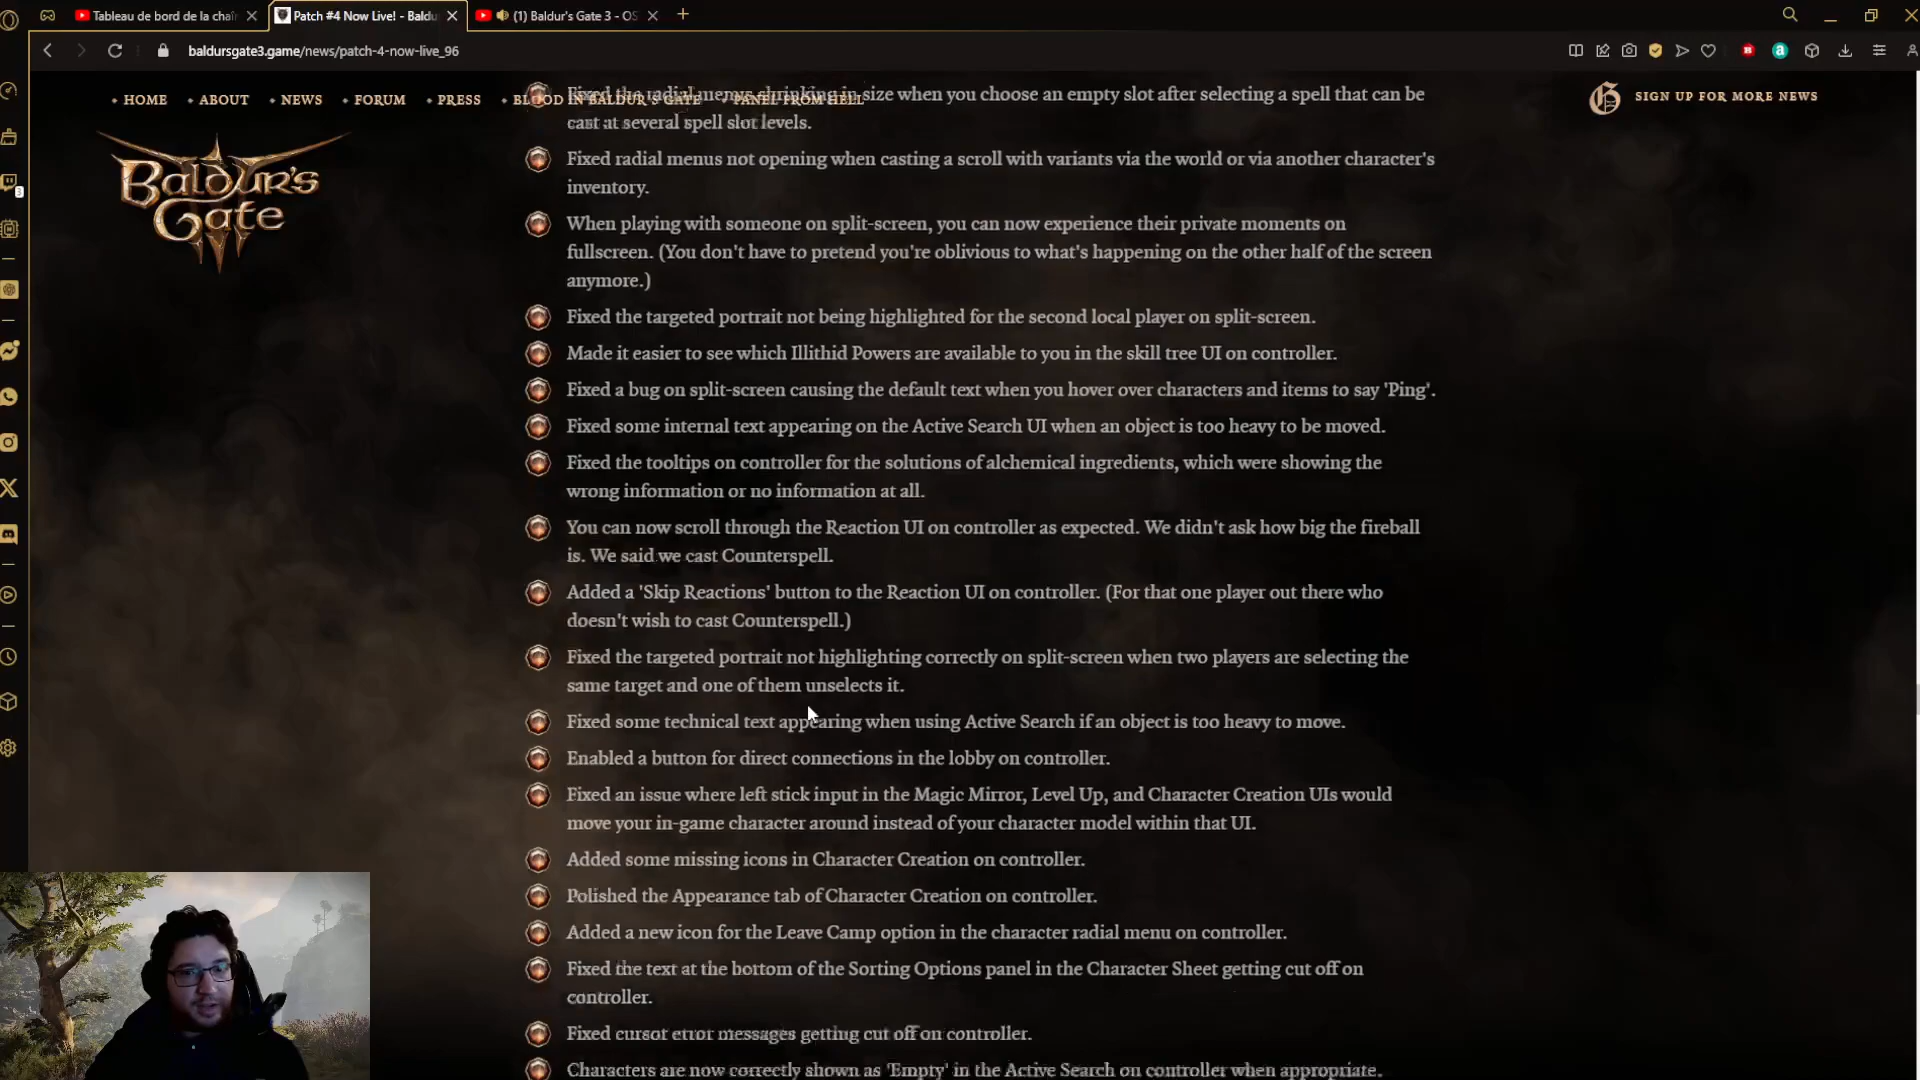 Tableau de bord de la chaîn
Patch #4 Now Live! - Baldu
(1) Baldur's Gate 3 - OS
baldursgate3.game/news/patch-4-now-live_96
HOME
ABOUT
NEWS
FORUM
PRESS
BLOOD IN BALDUR'S GATE
PANEL FROM HELL
SIGN UP FOR MORE NEWS
Baldur's
Gate
3
Fixed the radial menus shrinking in size when you choose an empty slot after selecting a spell that can be
cast at several spell slot levels.
Fixed radial menus not opening when casting a scroll with variants via the world or via another character's
inventory.
When playing with someone on split-screen, you can now experience their private moments on
fullscreen. (You don't have to pretend you're oblivious to what's happening on the other half of the screen
anymore.)
Fixed the targeted portrait not being highlighted for the second local player on split-screen.
Made it easier to see which Illithid Powers are available to you in the skill tree UI on controller.
Fixed a bug on split-screen causing the default text when you hover over characters and items to say 'Ping'.
Fixed some internal text appearing on the Active Search UI when an object is too heavy to be moved.
Fixed the tooltips on controller for the solutions of alchemical ingredients, which were showing the
wrong information or no information at all.
You can now scroll through the Reaction UI on controller as expected. We didn't ask how big the fireball
is. We said we cast Counterspell.
Added a 'Skip Reactions' button to the Reaction UI on controller. (For that one player out there who
doesn't wish to cast Counterspell.)
Fixed the targeted portrait not highlighting correctly on split-screen when two players are selecting the
same target and one of them unselects it.
Fixed some technical text appearing when using Active Search if an object is too heavy to move.
Enabled a button for direct connections in the lobby on controller.
Fixed an issue where left stick input in the Magic Mirror, Level Up, and Character Creation UIs would
move your in-game character around instead of your character model within that UI.
Added some missing icons in Character Creation on controller.
Polished the Appearance tab of Character Creation on controller.
Added a new icon for the Leave Camp option in the character radial menu on controller.
Fixed the text at the bottom of the Sorting Options panel in the Character Sheet getting cut off on
controller.
Fixed cursor error messages getting cut off on controller.
Characters are now correctly shown as 'Empty' in the Active Search on controller when appropriate.